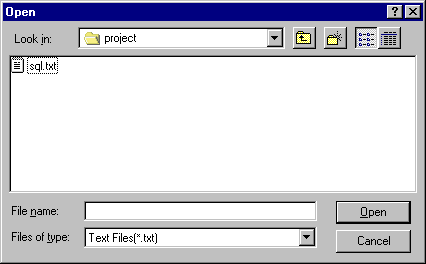 Open
Look in: project
sql.txt
File name:
Open
Files of type: Text Files(*.txt)
Cancel